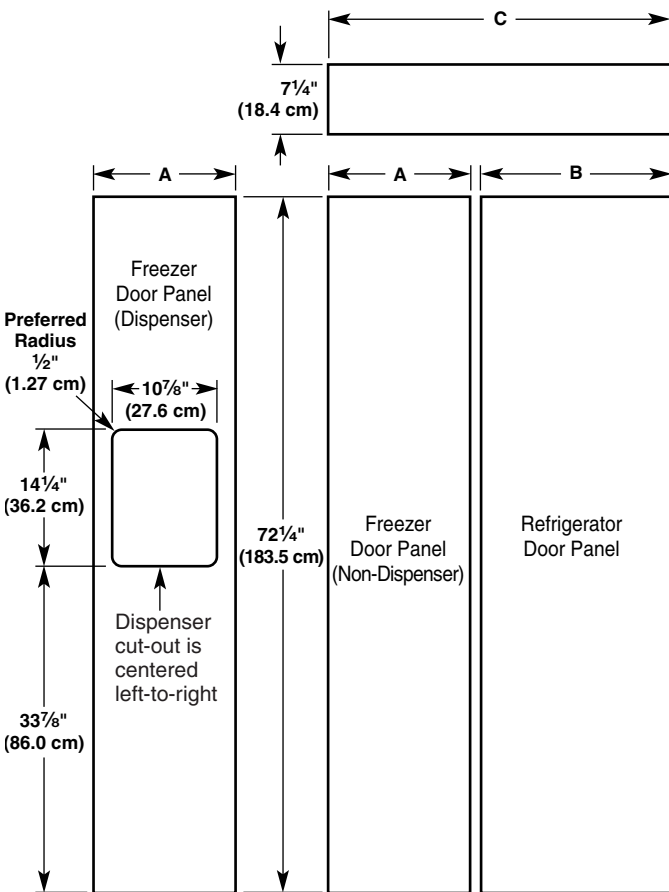 C
7¼"
(18.4 cm)
A
A
B
Freezer
Door Panel
(Dispenser)
Preferred
Radius
½"
(1.27 cm)
10⅞"
(27.6 cm)
14¼"
(36.2 cm)
72¼"
(183.5 cm)
Freezer
Door Panel
(Non-Dispenser)
Refrigerator
Door Panel
Dispenser
cut-out is
centered
left-to-right
33⅞"
(86.0 cm)